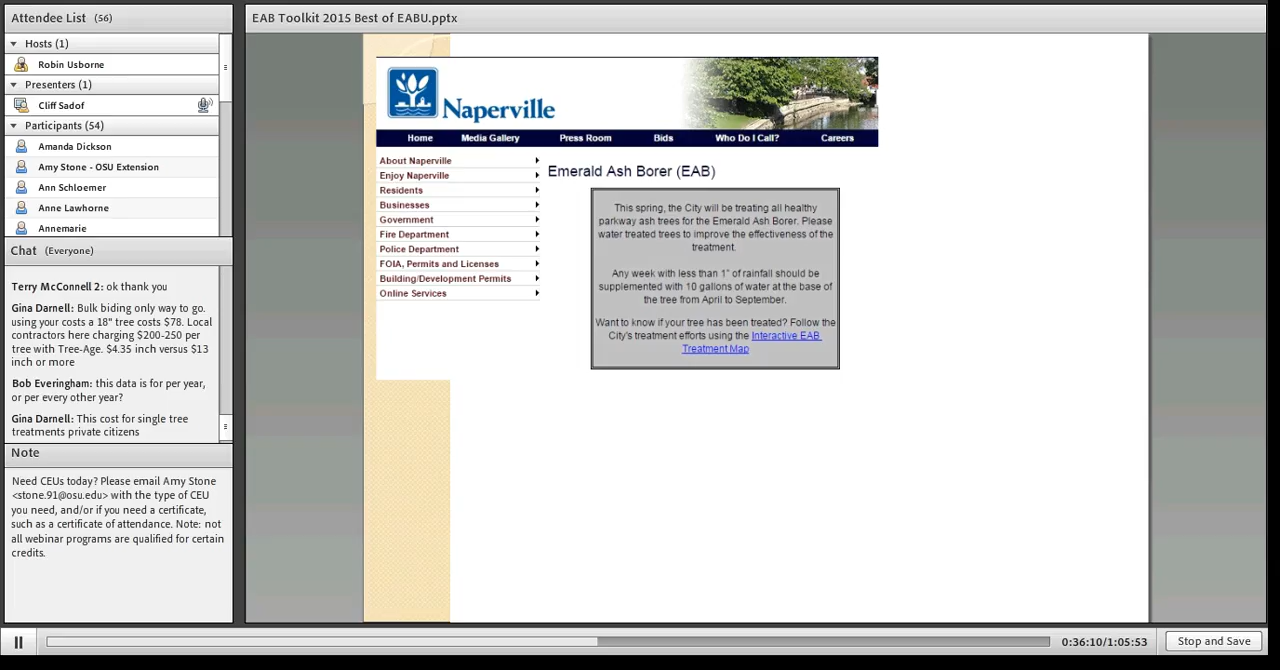 Attendee List (56)
Hosts (1)
Robin Usborne
Presenters (1)
Cliff Sadof
Participants (54)
Amanda Dickson
Amy Stone - OSU Extension
Ann Schloemer
Anne Lawhorne
Annemarie
Chat (Everyone)
Terry McConnell 2: ok thank you
Gina Darnell: Bulk biding only way to go.
using your costs a 18" tree costs $78. Local
contractors here charging $200-250 per
tree with Tree-Age. $4.35 inch versus $13
inch or more
Bob Everingham: this data is for per year,
or per every other year?
Gina Darnell: This cost for single tree
treatments private citizens
Note
Need CEUs today? Please email Amy Stone
<stone.91@osu.edu> with the type of CEU
you need, and/or if you need a certificate,
such as a certificate of attendance. Note: not
all webinar programs are qualified for certain
credits.
EAB Toolkit 2015 Best of EABU.pptx
Naperville
Home Media Gallery Press Room Bids Who Do I Call? Careers
About Naperville
Enjoy Naperville
Residents
Businesses
Government
Fire Department
Police Department
FOIA, Permits and Licenses
Building/Development Permits
Online Services
Emerald Ash Borer (EAB)
This spring, the City will be treating all healthy
parkway ash trees for the Emerald Ash Borer. Please
water treated trees to improve the effectiveness of the
treatment.
Any week with less than 1" of rainfall should be
supplemented with 10 gallons of water at the base of
the tree from April to September.
Want to know if your tree has been treated? Follow the
City's treatment efforts using the Interactive EAB
Treatment Map
0:36:10/1:05:53
Stop and Save